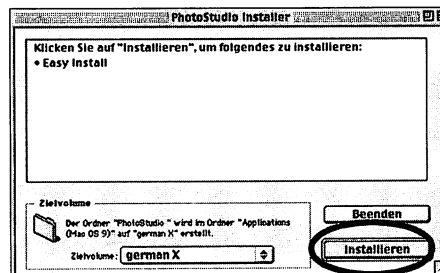 PhotoStudio Installer
Klicken Sie auf "Installieren", um folgendes zu installieren:
• Easy Install
Zielvolume
Der Ordner "PhotoStudio " wird im Ordner "Applications
(Mac OS 9)" auf "german X" erstellt.
Zielvolume: german X
Beenden
Installieren